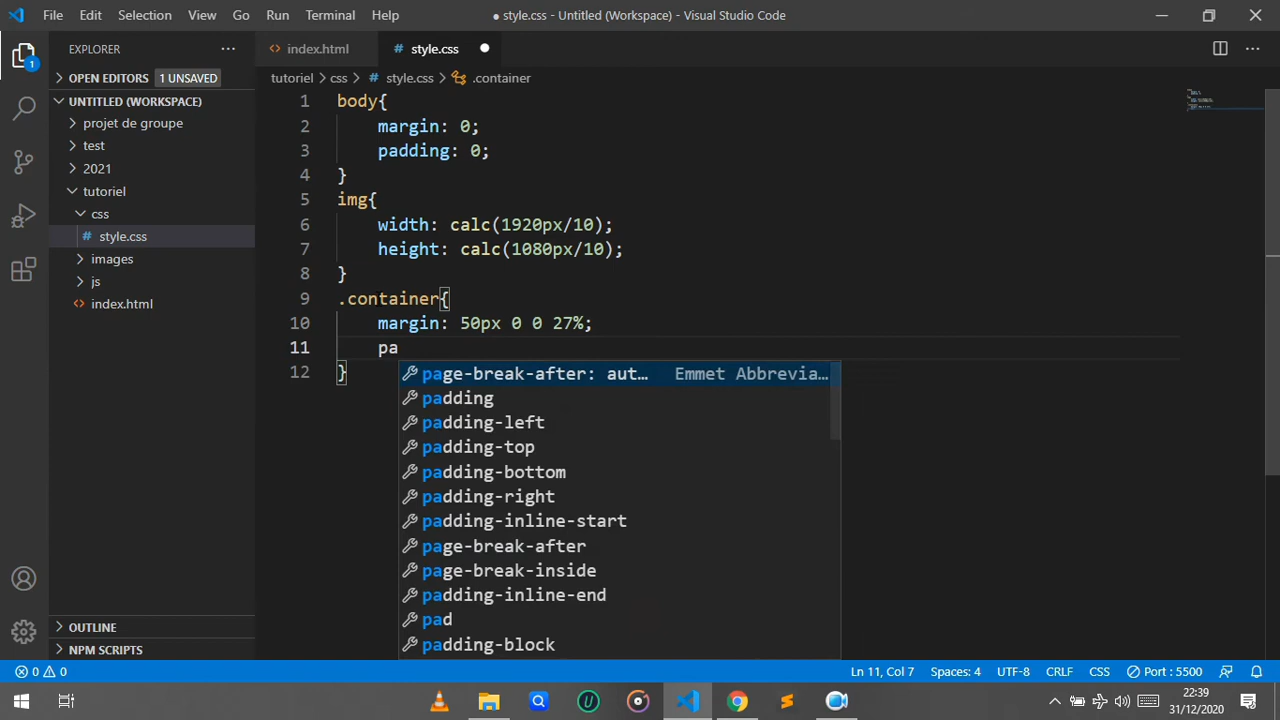 File Edit Selection View Go Run Terminal Help
● style.css - Untitled (Workspace) - Visual Studio Code
EXPLORER
index.html
# style.css
OPEN EDITORS 1 UNSAVED
tutoriel > css > # style.css > .container
UNTITLED (WORKSPACE)
projet de groupe
test
2021
tutoriel
css
# style.css
images
js
index.html
OUTLINE
NPM SCRIPTS
1
1 body{
2 margin: 0;
3 padding: 0;
4 }
5 img{
6 width: calc(1920px/10);
7 height: calc(1080px/10);
8 }
9 .container{
10 margin: 50px 0 0 27%;
11 pa
12 }
page-break-after: aut… Emmet Abbrevia…
padding
padding-left
padding-top
padding-bottom
padding-right
padding-inline-start
page-break-after
page-break-inside
padding-inline-end
pad
padding-block
0 0
Ln 11, Col 7 Spaces: 4 UTF-8 CRLF CSS Port : 5500
22:39
31/12/2020